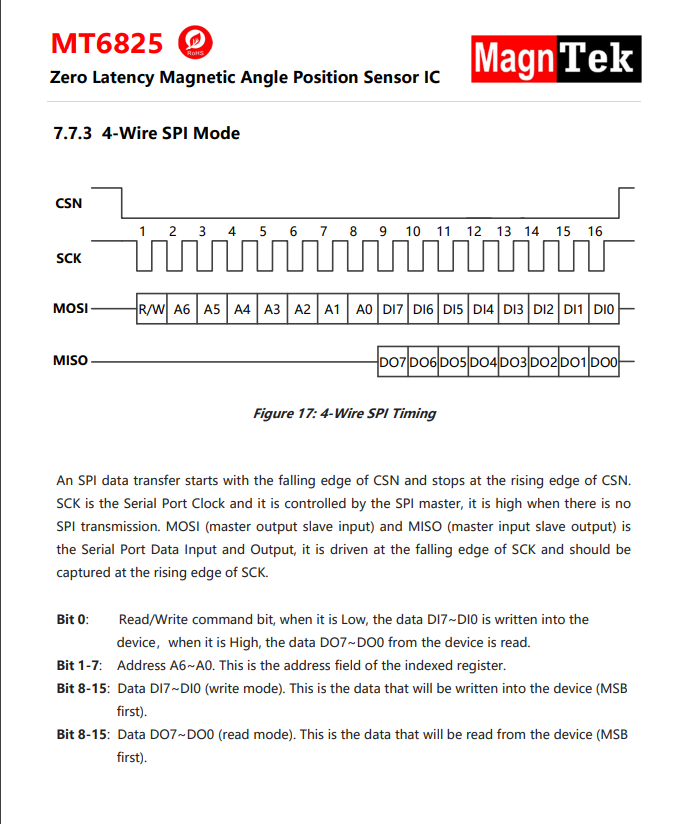 MT6825 RoHS
MagnTek
Zero Latency Magnetic Angle Position Sensor IC
7.7.3 4-Wire SPI Mode
CSN
1 2 3 4 5 6 7 8 9 10 11 12 13 14 15 16
SCK
MOSI R/W A6 A5 A4 A3 A2 A1 A0 DI7 DI6 DI5 DI4 DI3 DI2 DI1 DI0
MISO DO7 DO6 DO5 DO4 DO3 DO2 DO1 DO0
Figure 17: 4-Wire SPI Timing
An SPI data transfer starts with the falling edge of CSN and stops at the rising edge of CSN.
SCK is the Serial Port Clock and it is controlled by the SPI master, it is high when there is no
SPI transmission. MOSI (master output slave input) and MISO (master input slave output) is
the Serial Port Data Input and Output, it is driven at the falling edge of SCK and should be
captured at the rising edge of SCK.
Bit 0: Read/Write command bit, when it is Low, the data DI7~DI0 is written into the
device，when it is High, the data DO7~DO0 from the device is read.
Bit 1-7: Address A6~A0. This is the address field of the indexed register.
Bit 8-15: Data DI7~DI0 (write mode). This is the data that will be written into the device (MSB
first).
Bit 8-15: Data DO7~DO0 (read mode). This is the data that will be read from the device (MSB
first).